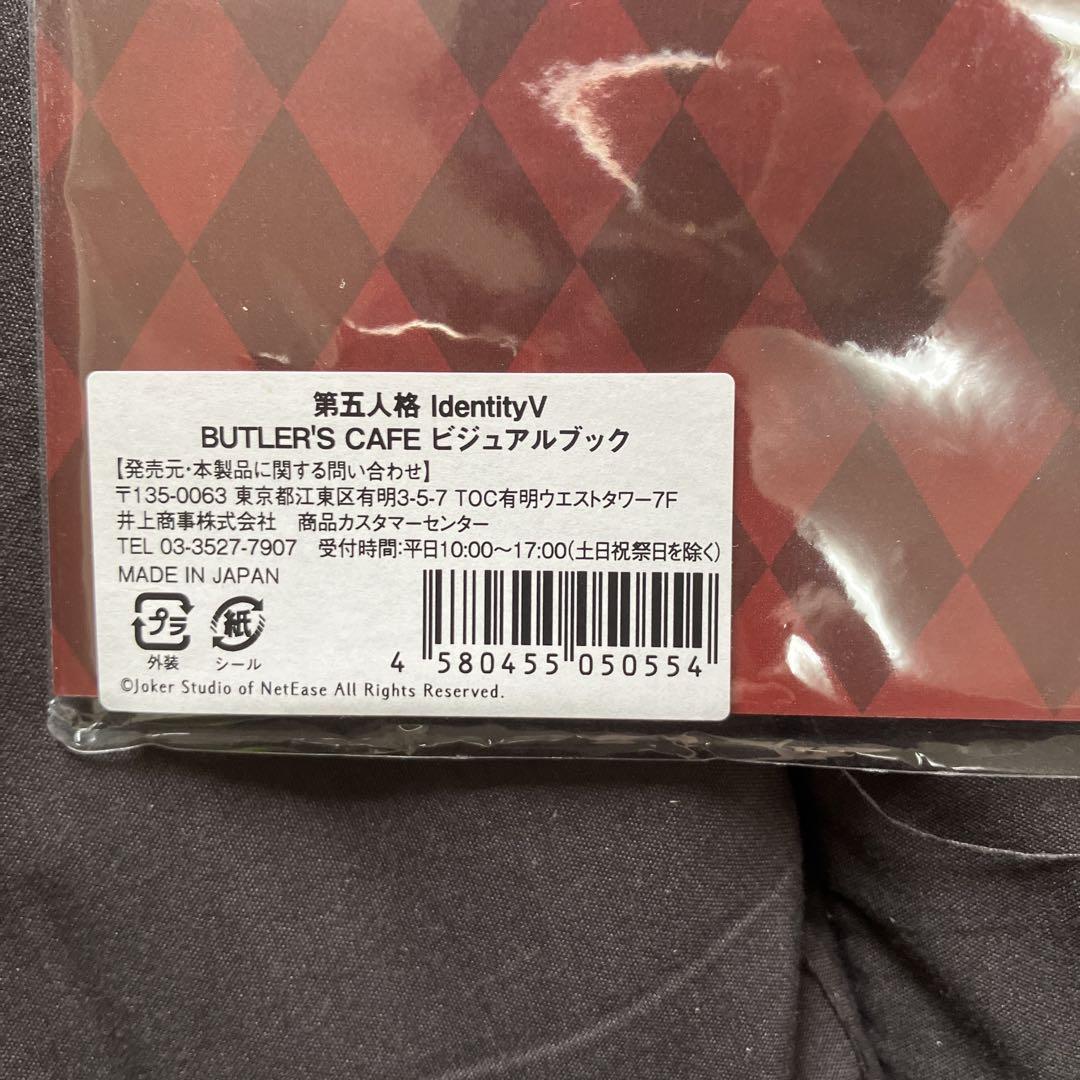 第五人格 IdentityV
BUTLER'S CAFE ビジュアルブック
【発売元・本製品に関する問い合わせ】
〒135-0063 東京都江東区有明3-5-7 TOC有明ウエストタワー7F
井上商事株式会社　商品カスタマーセンター
TEL 03-3527-7907　受付時間:平日10:00～17:00(土日祝祭日を除く)
MADE IN JAPAN
プラ 紙
外装 シール
4 580455 050554
©Joker Studio of NetEase All Rights Reserved.